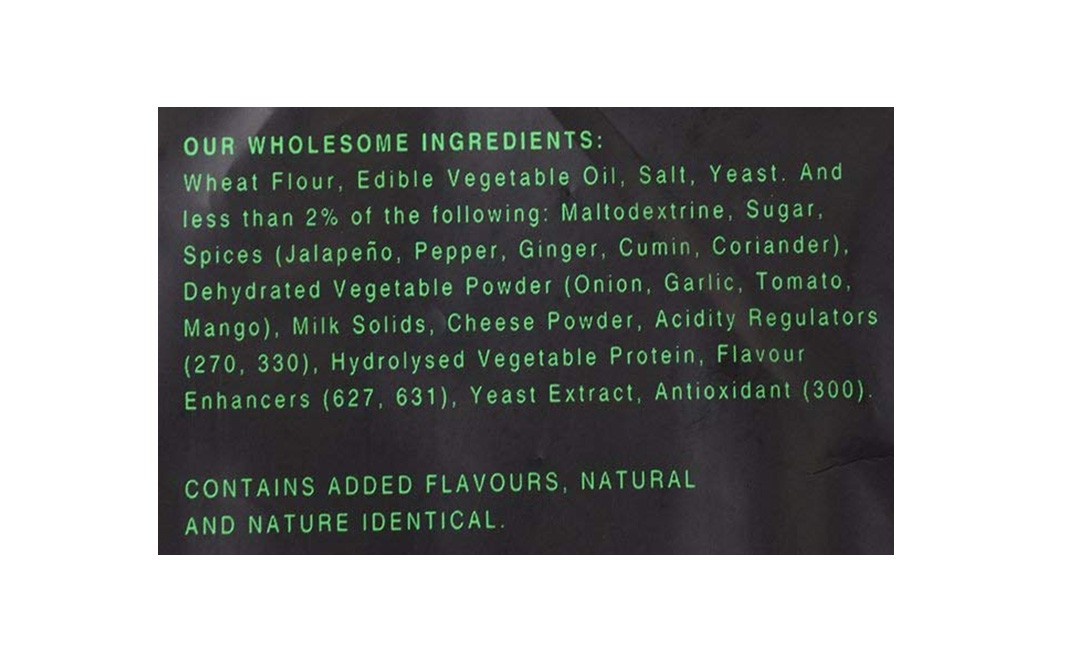 OUR WHOLESOME INGREDIENTS:
Wheat Flour, Edible Vegetable Oil, Salt, Yeast. And
less than 2% of the following: Maltodextrine, Sugar,
Spices (Jalapeño, Pepper, Ginger, Cumin, Coriander),
Dehydrated Vegetable Powder (Onion, Garlic, Tomato,
Mango), Milk Solids, Cheese Powder, Acidity Regulators
(270, 330), Hydrolysed Vegetable Protein, Flavour
Enhancers (627, 631), Yeast Extract, Antioxidant (300).
CONTAINS ADDED FLAVOURS, NATURAL
AND NATURE IDENTICAL.